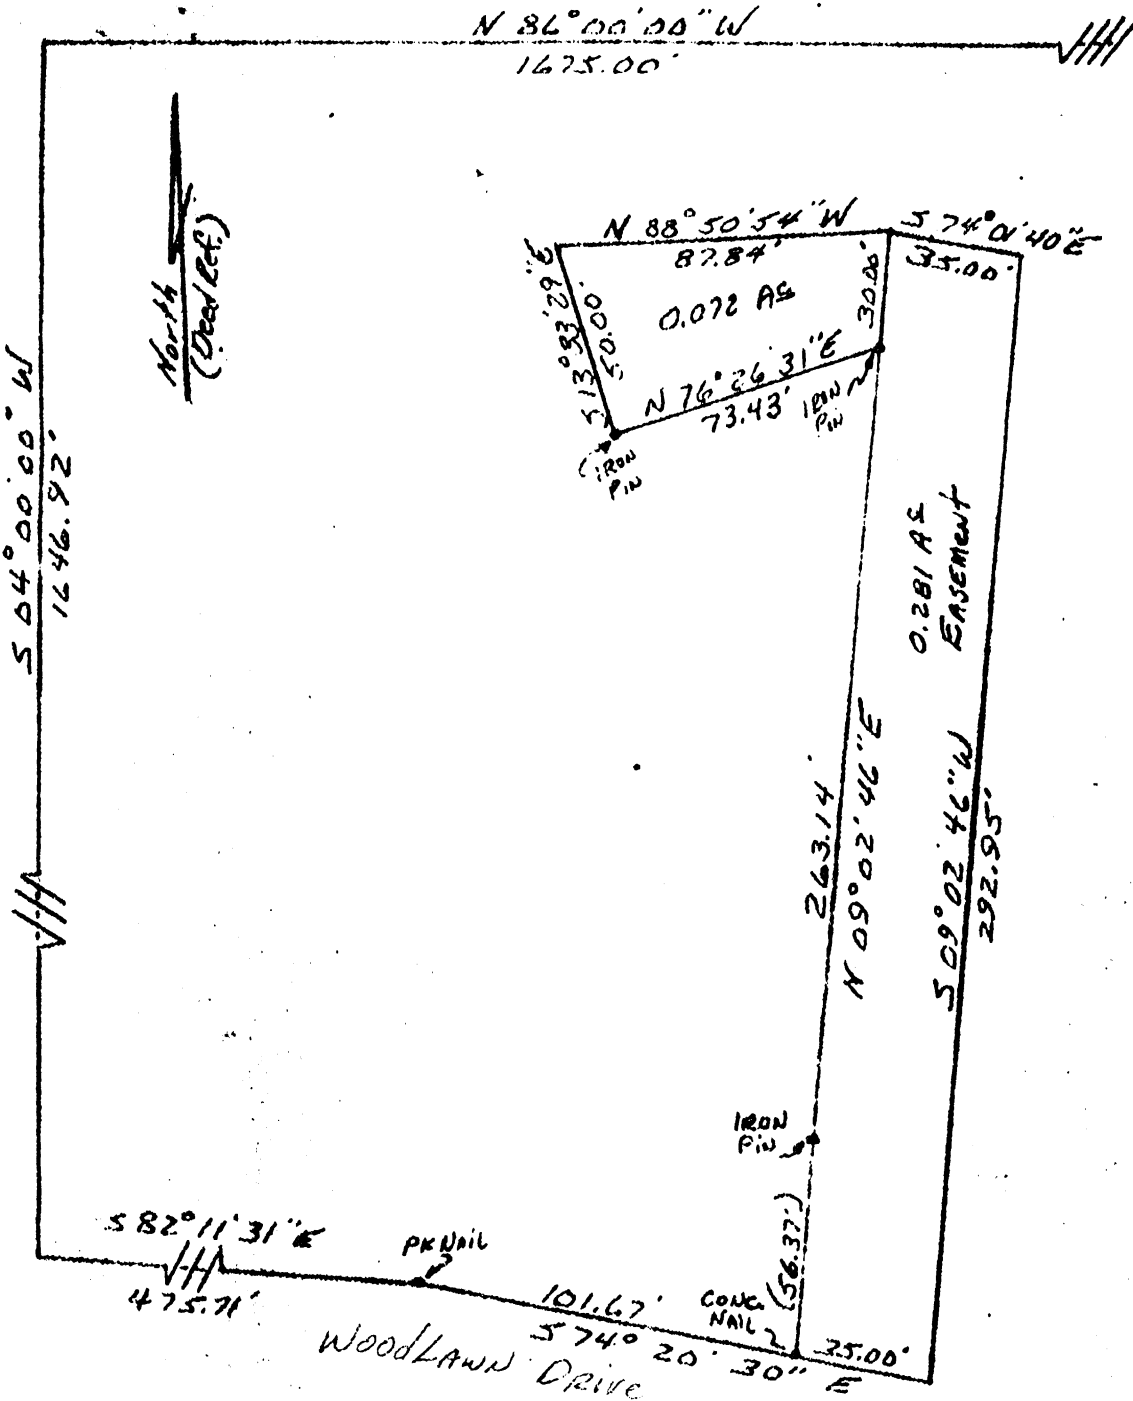 N 86°00'00" W
1675.00'
North
(Deed Ref.)
S 04°00'00" W
1646.92'
N 88°50'54" W
87.84'
S 74°01'40" E
35.00'
S 13°33'29" E
50.00'
0.072 Ac
30.00'
N 76°26'31" E
73.43'
IRON
PIN
IRON
PIN
0.281 Ac
EASEMENT
263.14'
N 09°02'46" E
S 09°02'46" W
292.95'
IRON
PIN
(56.37')
S 82°11'31" E
475.71'
PK NAIL
101.67'
S 74° 20' 30" E
CONC.
NAIL
35.00'
WOODLAWN DRIVE